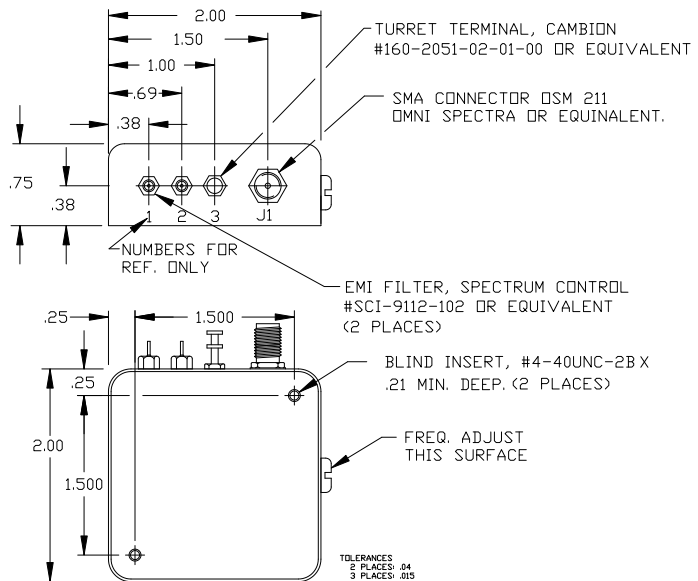 2.00
1.50
1.00
.69
.38
TURRET TERMINAL, CAMBION
#160-2051-02-01-00 OR EQUIVALENT
SMA CONNECTOR OSM 211
OMNI SPECTRA OR EQUINALENT.
.75
.38
1 2 3 J1
NUMBERS FOR
REF. ONLY
EMI FILTER, SPECTRUM CONTROL
#SCI-9112-102 OR EQUIVALENT
(2 PLACES)
.25
1.500
BLIND INSERT, #4-40UNC-2B X
.21 MIN. DEEP. (2 PLACES)
.25
2.00
1.500
FREQ. ADJUST
THIS SURFACE
TOLERANCES
2 PLACES: .04
3 PLACES: .015